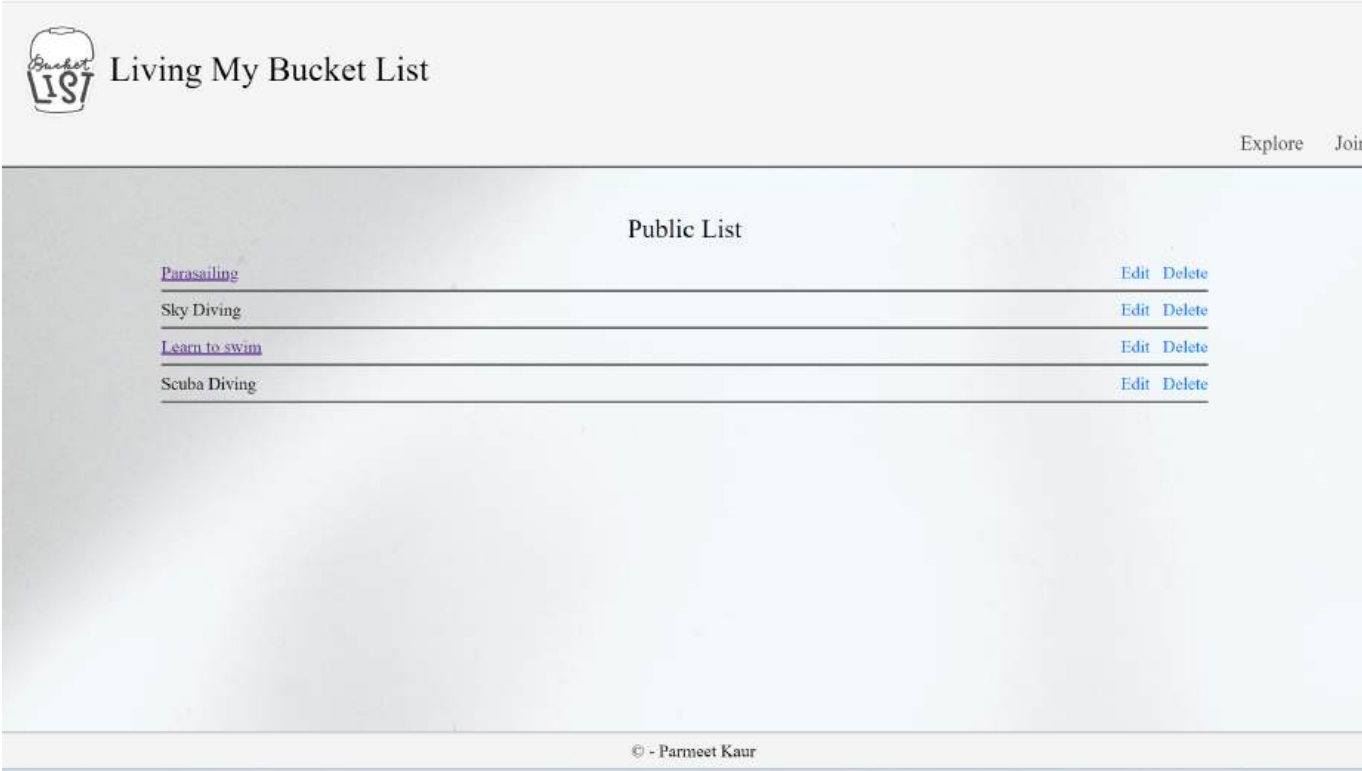 Bucket
LIST
Living My Bucket List
Explore
Public List
Parasailing Edit Delete
Sky Diving Edit Delete
Learn to swim Edit Delete
Scuba Diving Edit Delete
© - Parmeet Kaur